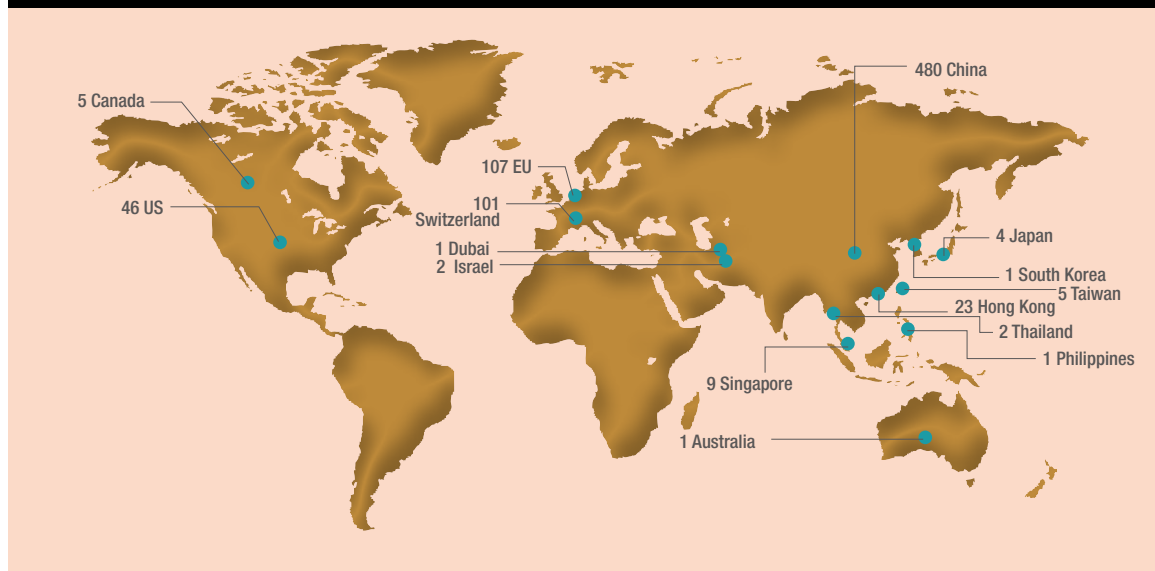 480 China
5 Canada
107 EU
46 US
101
Switzerland
1 Dubai
2 Israel
4 Japan
1 South Korea
5 Taiwan
23 Hong Kong
2 Thailand
1 Philippines
9 Singapore
1 Australia